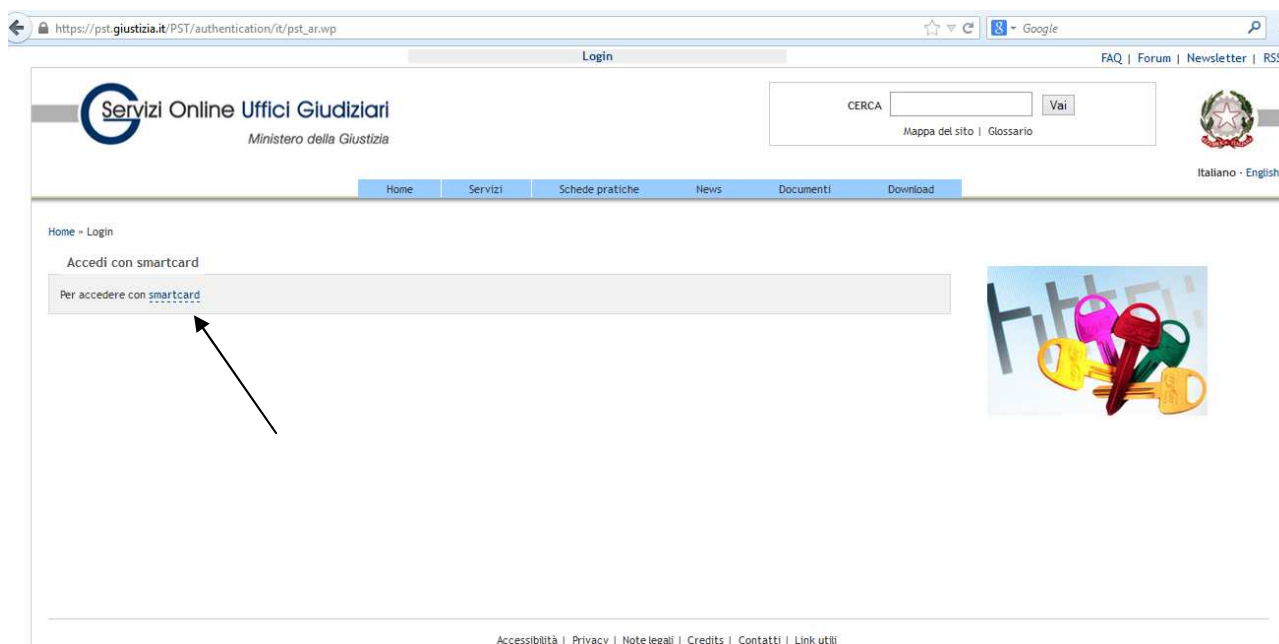 https://pst.giustizia.it/PST/authentication/it/pst_ar.wp
Google
Login
FAQ | Forum | Newsletter | RSS
Servizi Online Uffici Giudiziari
Ministero della Giustizia
CERCA
Vai
Mappa del sito | Glossario
Italiano - English
Home Servizi Schede pratiche News Documenti Download
Home » Login
Accedi con smartcard
Per accedere con smartcard
Accessibilità | Privacy | Note legali | Credits | Contatti | Link utili